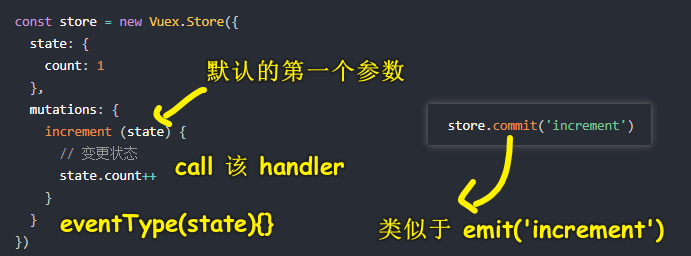 const store = new Vuex.Store({
state: {
count: 1
},
默认的第一个参数
mutations: {
increment (state) {
store.commit('increment')
// 变更状态
call 该 handler
state.count++
}
}
eventType(state){}
类似于 emit('increment')
})